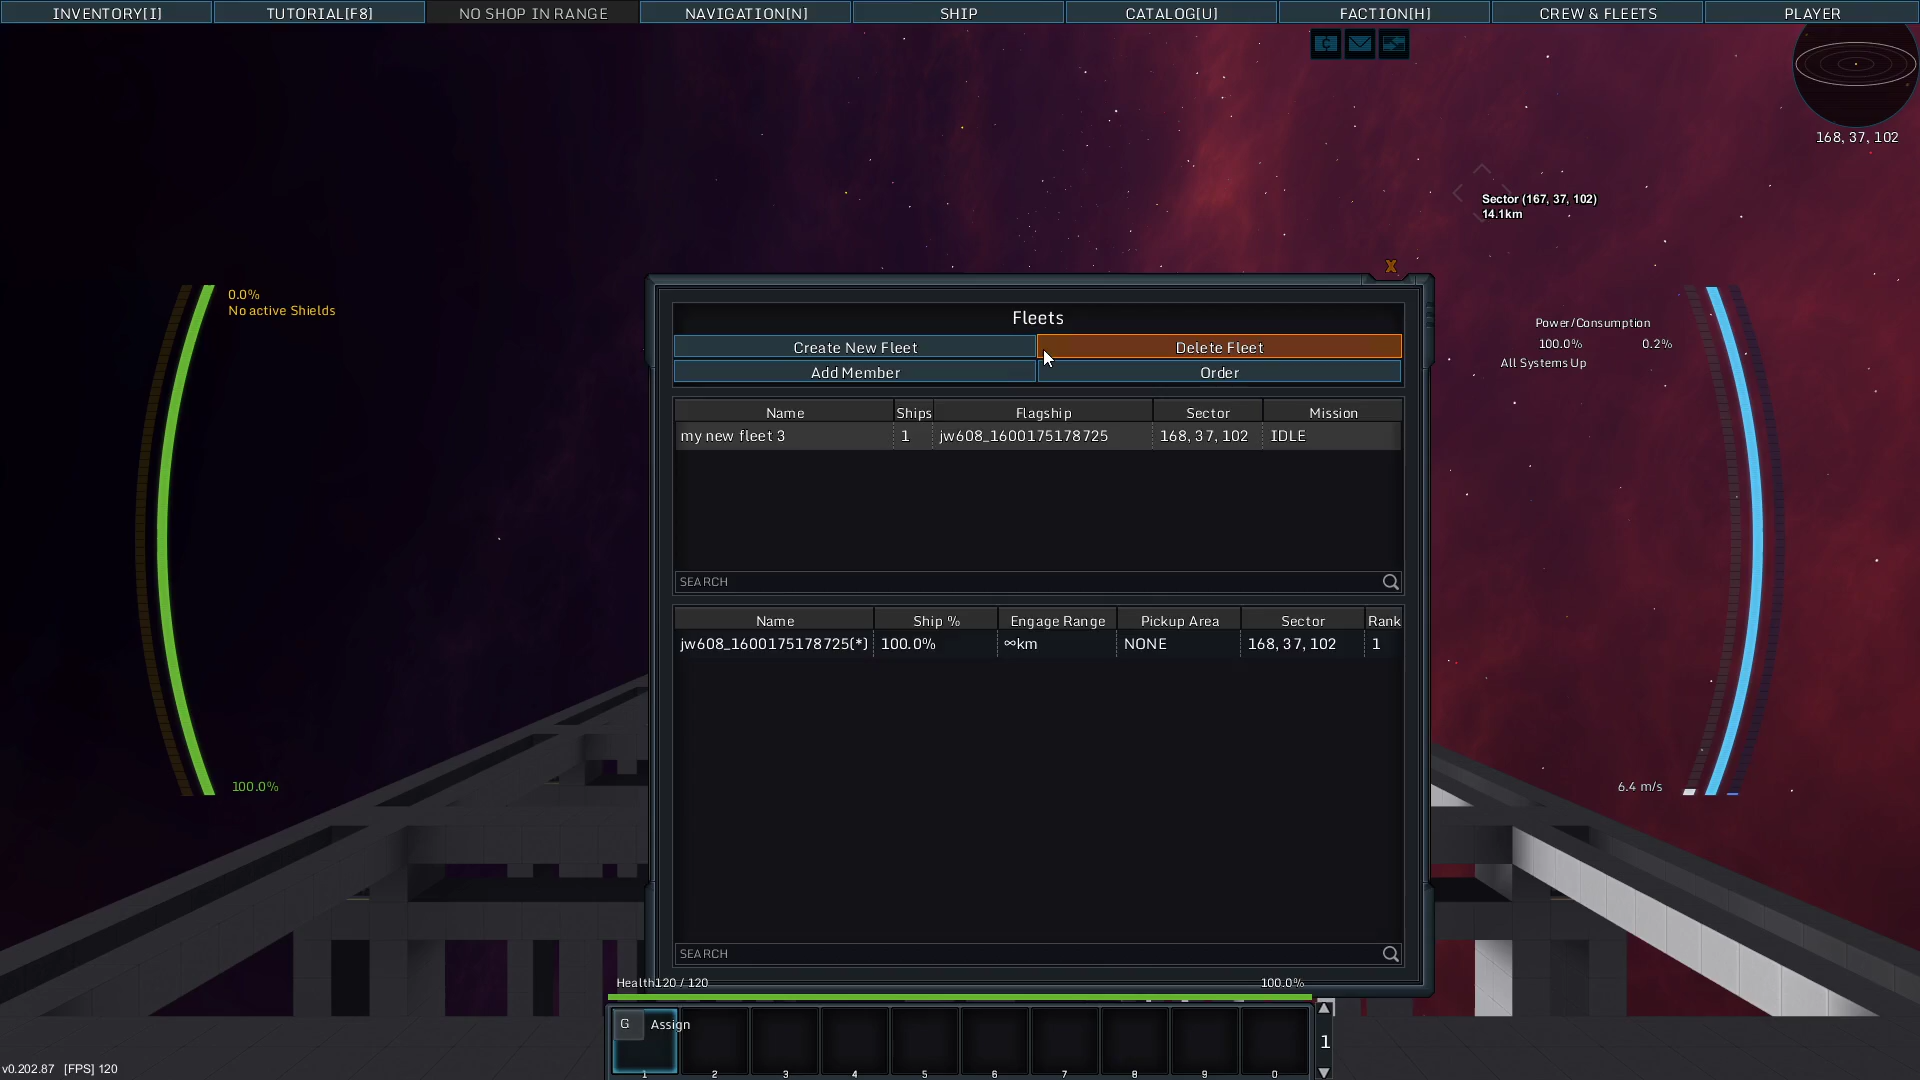 INVENTORY[I] TUTORIAL[F8] NO SHOP IN RANGE NAVIGATION[N] SHIP CATALOG[U] FACTION[H] CREW & FLEETS PLAYER
168, 37, 102
Sector (167, 37, 102)
14.1km
0.0%
No active Shields
Power/Consumption
100.0% 0.2%
All Systems Up
X
Fleets
Create New Fleet Delete Fleet
Add Member Order
Name Ships Flagship Sector Mission
my new fleet 3 1 jw608_1600175178725 168, 37, 102 IDLE
SEARCH
Name Ship % Engage Range Pickup Area Sector Rank
jw608_1600175178725(*) 100.0% ∞km NONE 168, 37, 102 1
100.0%
6.4 m/s
SEARCH
Health120 / 120 100.0%
G Assign
1
1 2 3 4 5 6 7 8 9 0
v0.202.87 [FPS] 120